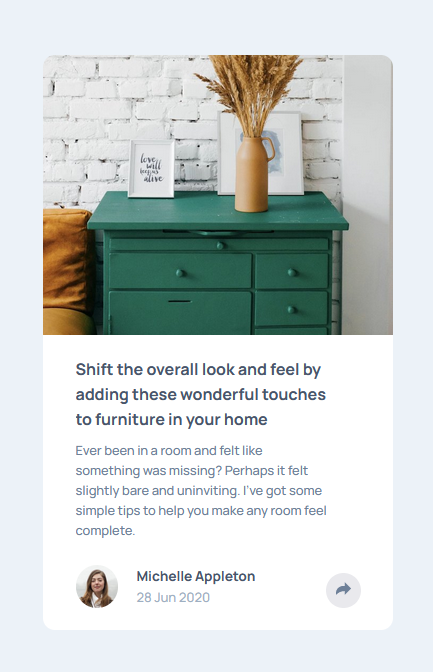 love
will
keep us
alive
Shift the overall look and feel by
adding these wonderful touches
to furniture in your home
Ever been in a room and felt like
something was missing? Perhaps it felt
slightly bare and uninviting. I've got some
simple tips to help you make any room feel
complete.
Michelle Appleton
28 Jun 2020